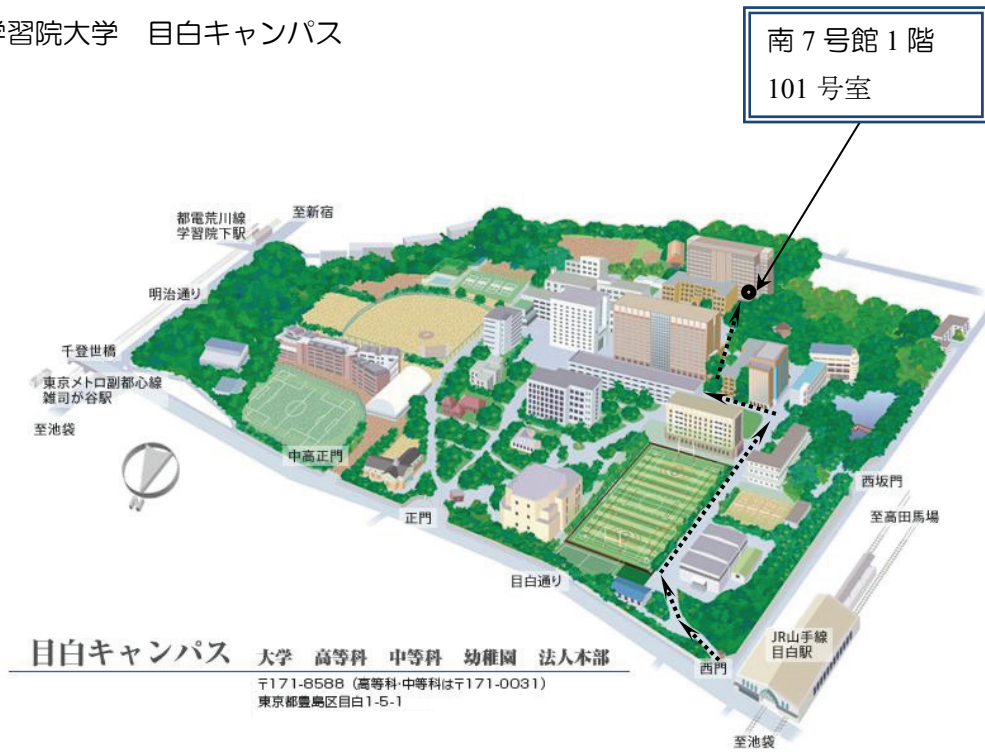 学習院大学　目白キャンパス
南 7 号館 1 階
101 号室
都電荒川線
学習院下駅
至新宿
明治通り
千登世橋
東京メトロ副都心線
雑司が谷駅
至池袋
中高正門
正門
目白通り
西坂門
至高田馬場
JR山手線
目白駅
西門
至池袋
目白キャンパス 大学 高等科 中等科 幼稚園 法人本部
〒171-8588（高等科・中等科は〒171-0031）
東京都豊島区目白1-5-1